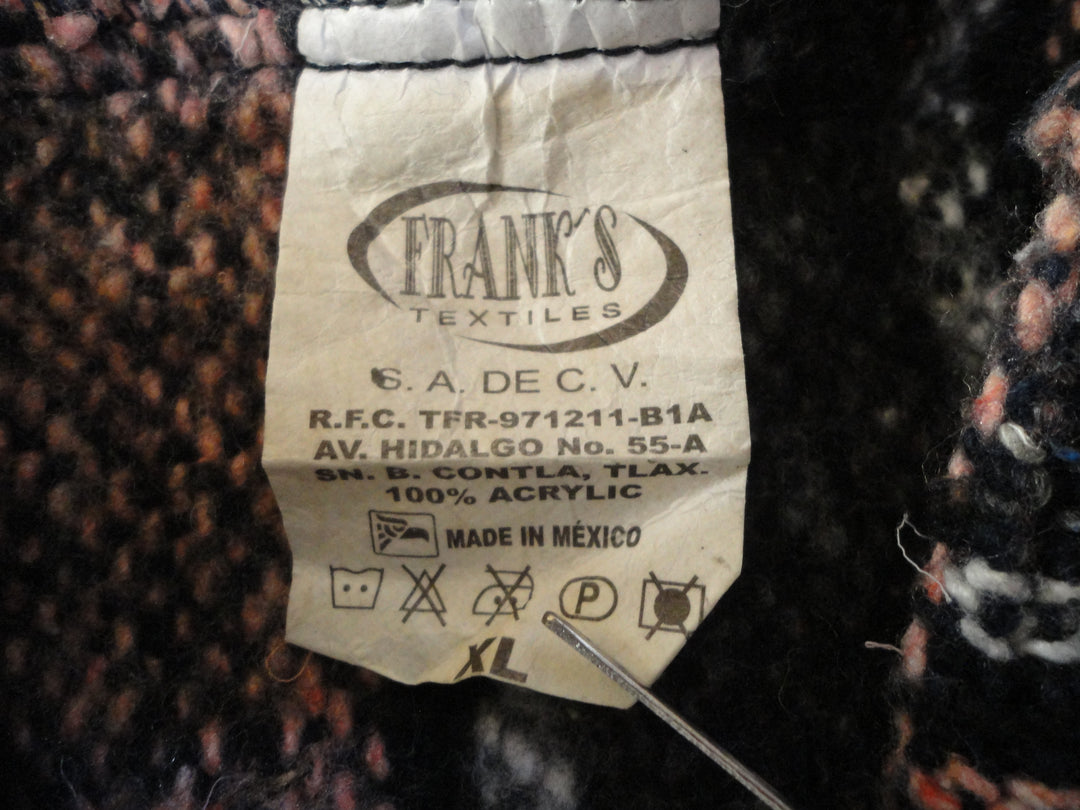 FRANK'S
TEXTILES
S. A. DE C. V.
R.F.C. TFR-971211-B1A
AV. HIDALGO No. 55-A
SN. B. CONTLA, TLAX.
100% ACRYLIC
MADE IN MÉXICO
P
XL